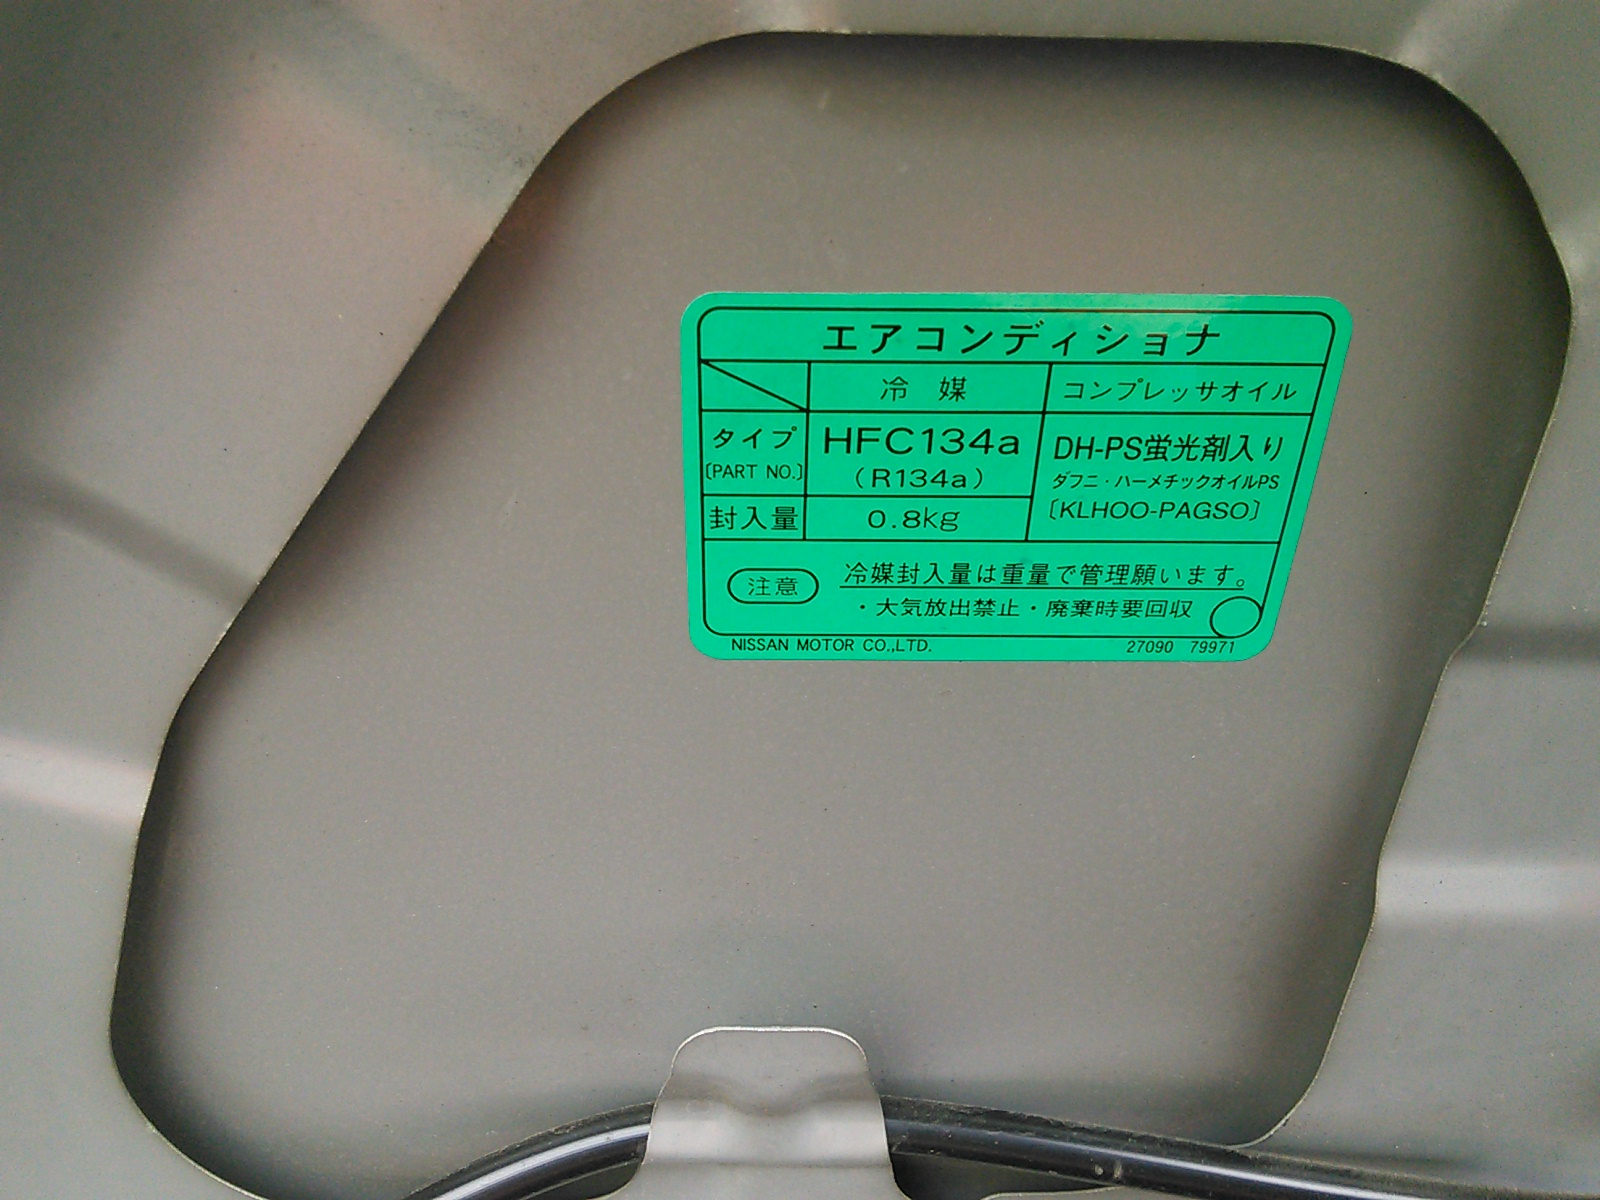 エアコンディショナ
冷 媒
コンプレッサオイル
タイプ
[PART NO.]
HFC134a
(R134a)
DH-PS蛍光剤入り
ダフニ・ハーメチックオイルPS
[KLHOO-PAGSO]
封入量
0.8kg
注意
冷媒封入量は重量で管理願います。
・大気放出禁止・廃棄時要回収
NISSAN MOTOR CO.,LTD.
27090 79971